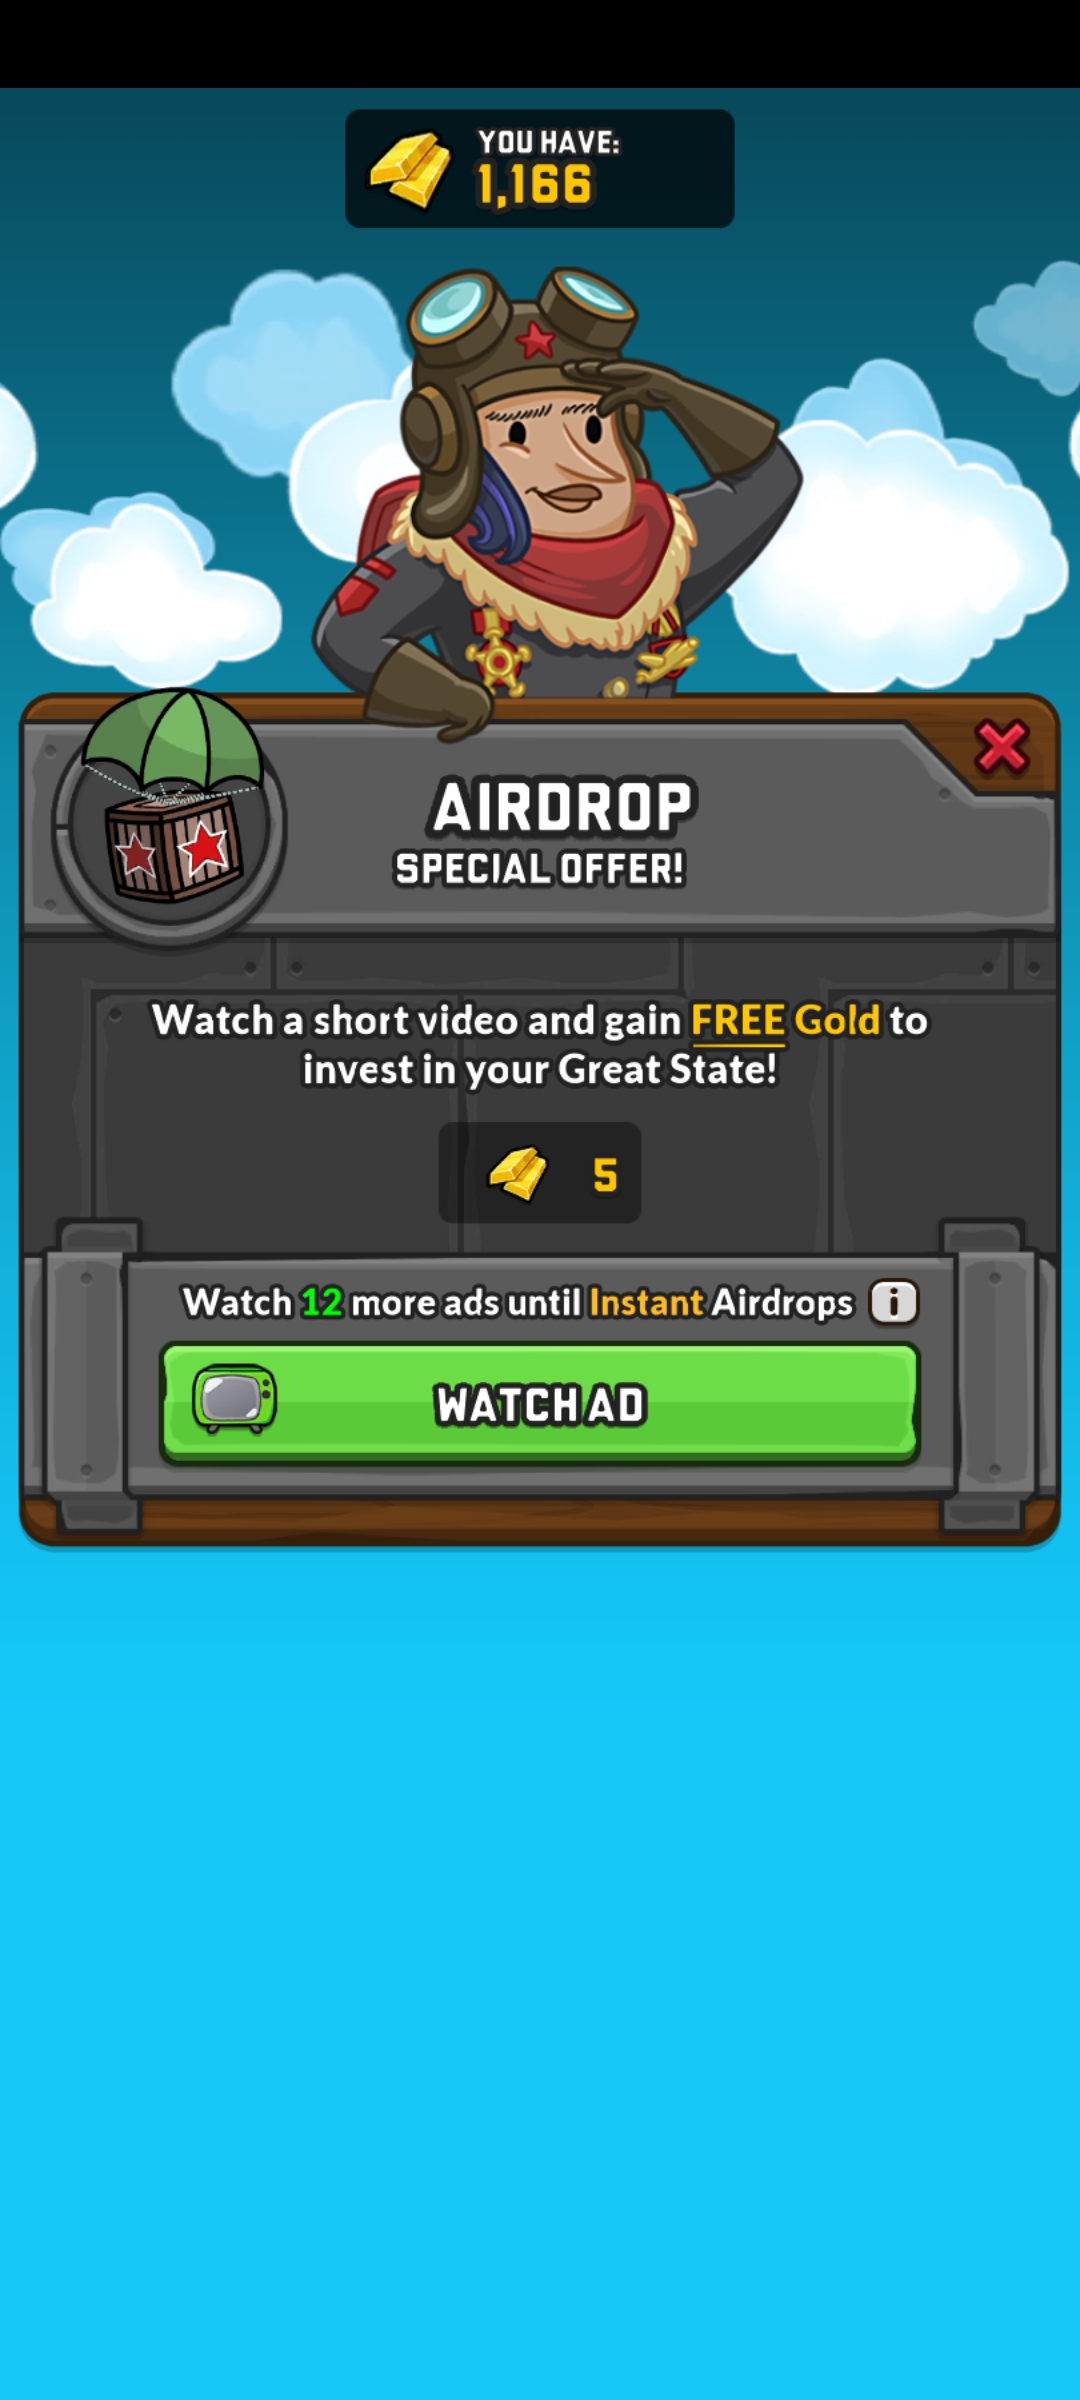 YOU HAVE:
1,166
AIRDROP
SPECIAL OFFER!
Watch a short video and gain FREE Gold to
invest in your Great State!
5
Watch 12 more ads until Instant Airdrops i
WATCH AD